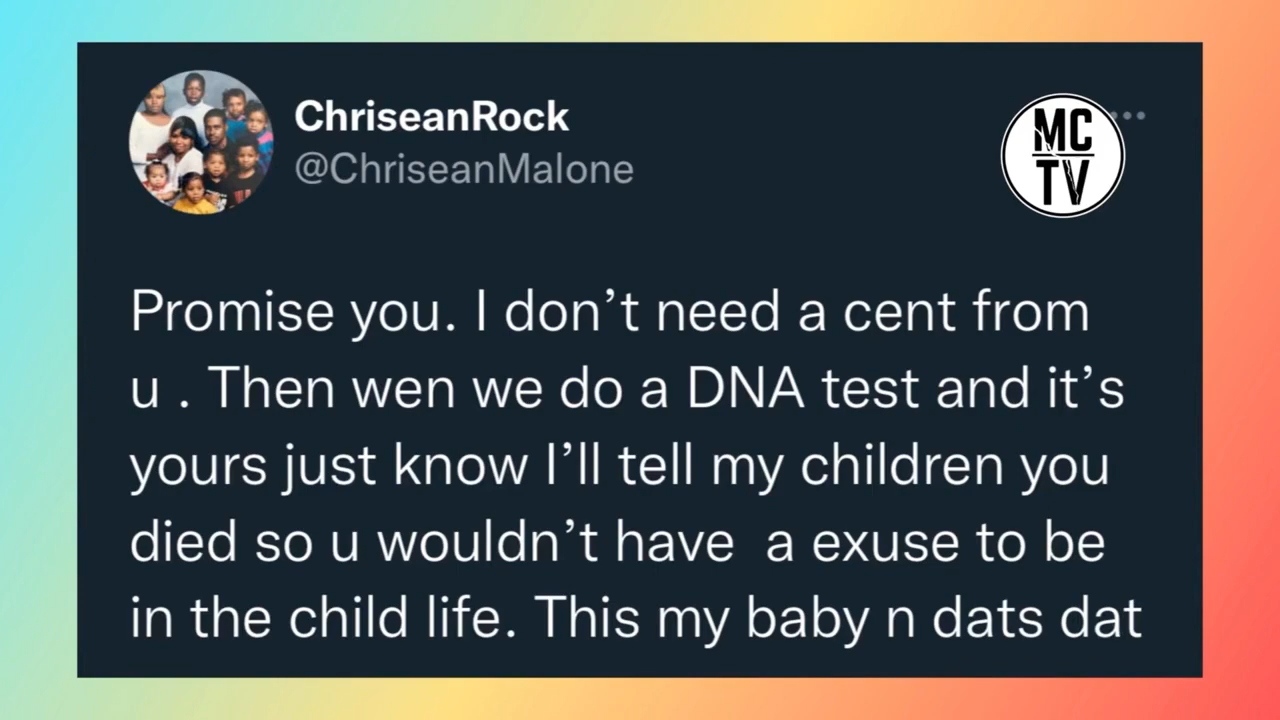 ChriseanRock
@ChriseanMalone
MC
TV
Promise you. I don’t need a cent from
u . Then wen we do a DNA test and it’s
yours just know I’ll tell my children you
died so u wouldn’t have  a exuse to be
in the child life. This my baby n dats dat